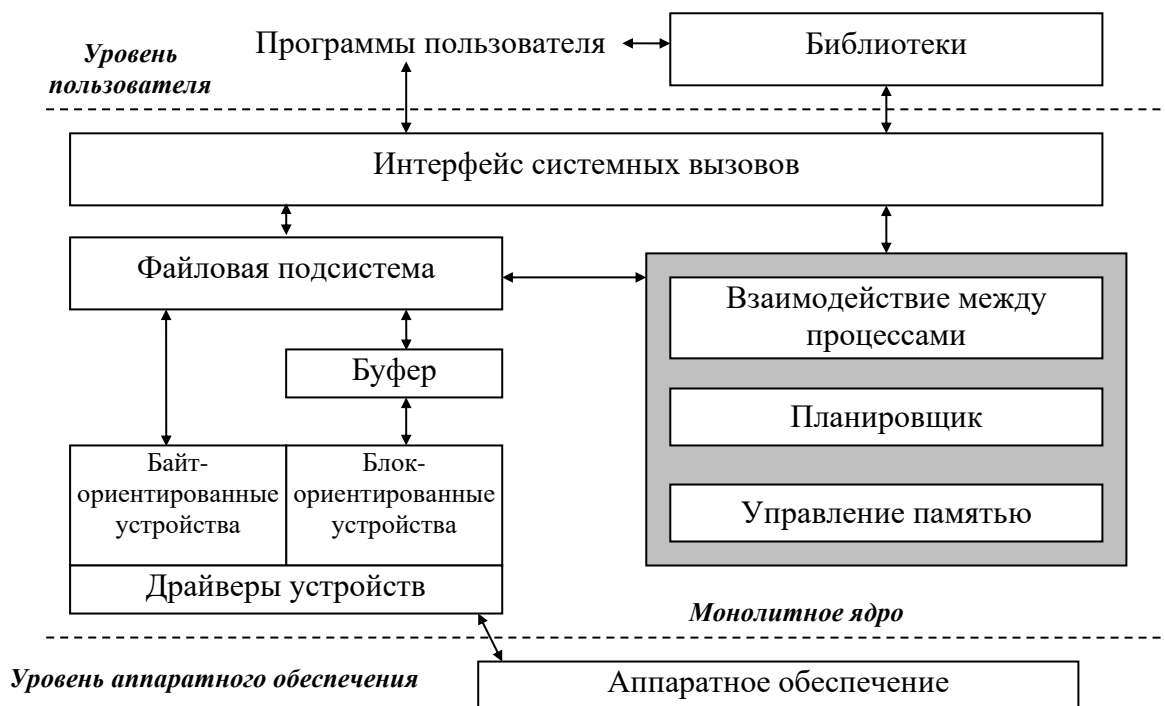 Уровень
пользователя
Программы пользователя
Библиотеки
Интерфейс системных вызовов
Файловая подсистема
Взаимодействие между
процессами
Буфер
Планировщик
Байт-
ориентированные
устройства
Блок-
ориентированные
устройства
Управление памятью
Драйверы устройств
Монолитное ядро
Уровень аппаратного обеспечения
Аппаратное обеспечение